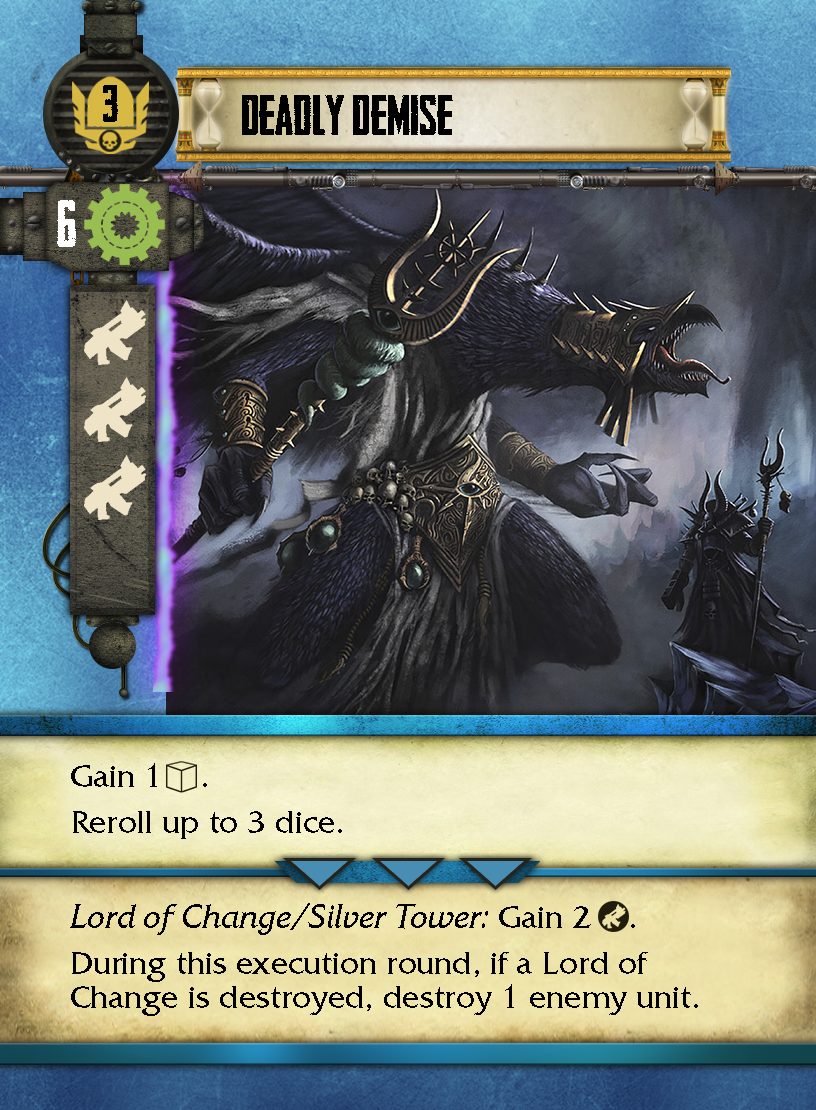 3
DEADLY DEMISE
6
Gain 1.
Reroll up to 3 dice.
Lord of Change/Silver Tower: Gain 2.
During this execution round, if a Lord of
Change is destroyed, destroy 1 enemy unit.